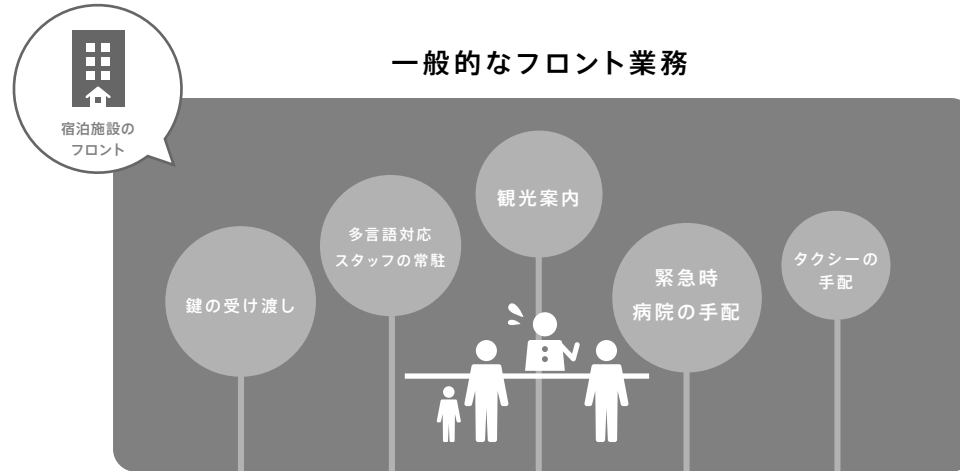 一般的なフロント業務
宿泊施設の
フロント
鍵の受け渡し
多言語対応
スタッフの常駐
観光案内
緊急時
病院の手配
タクシーの
手配